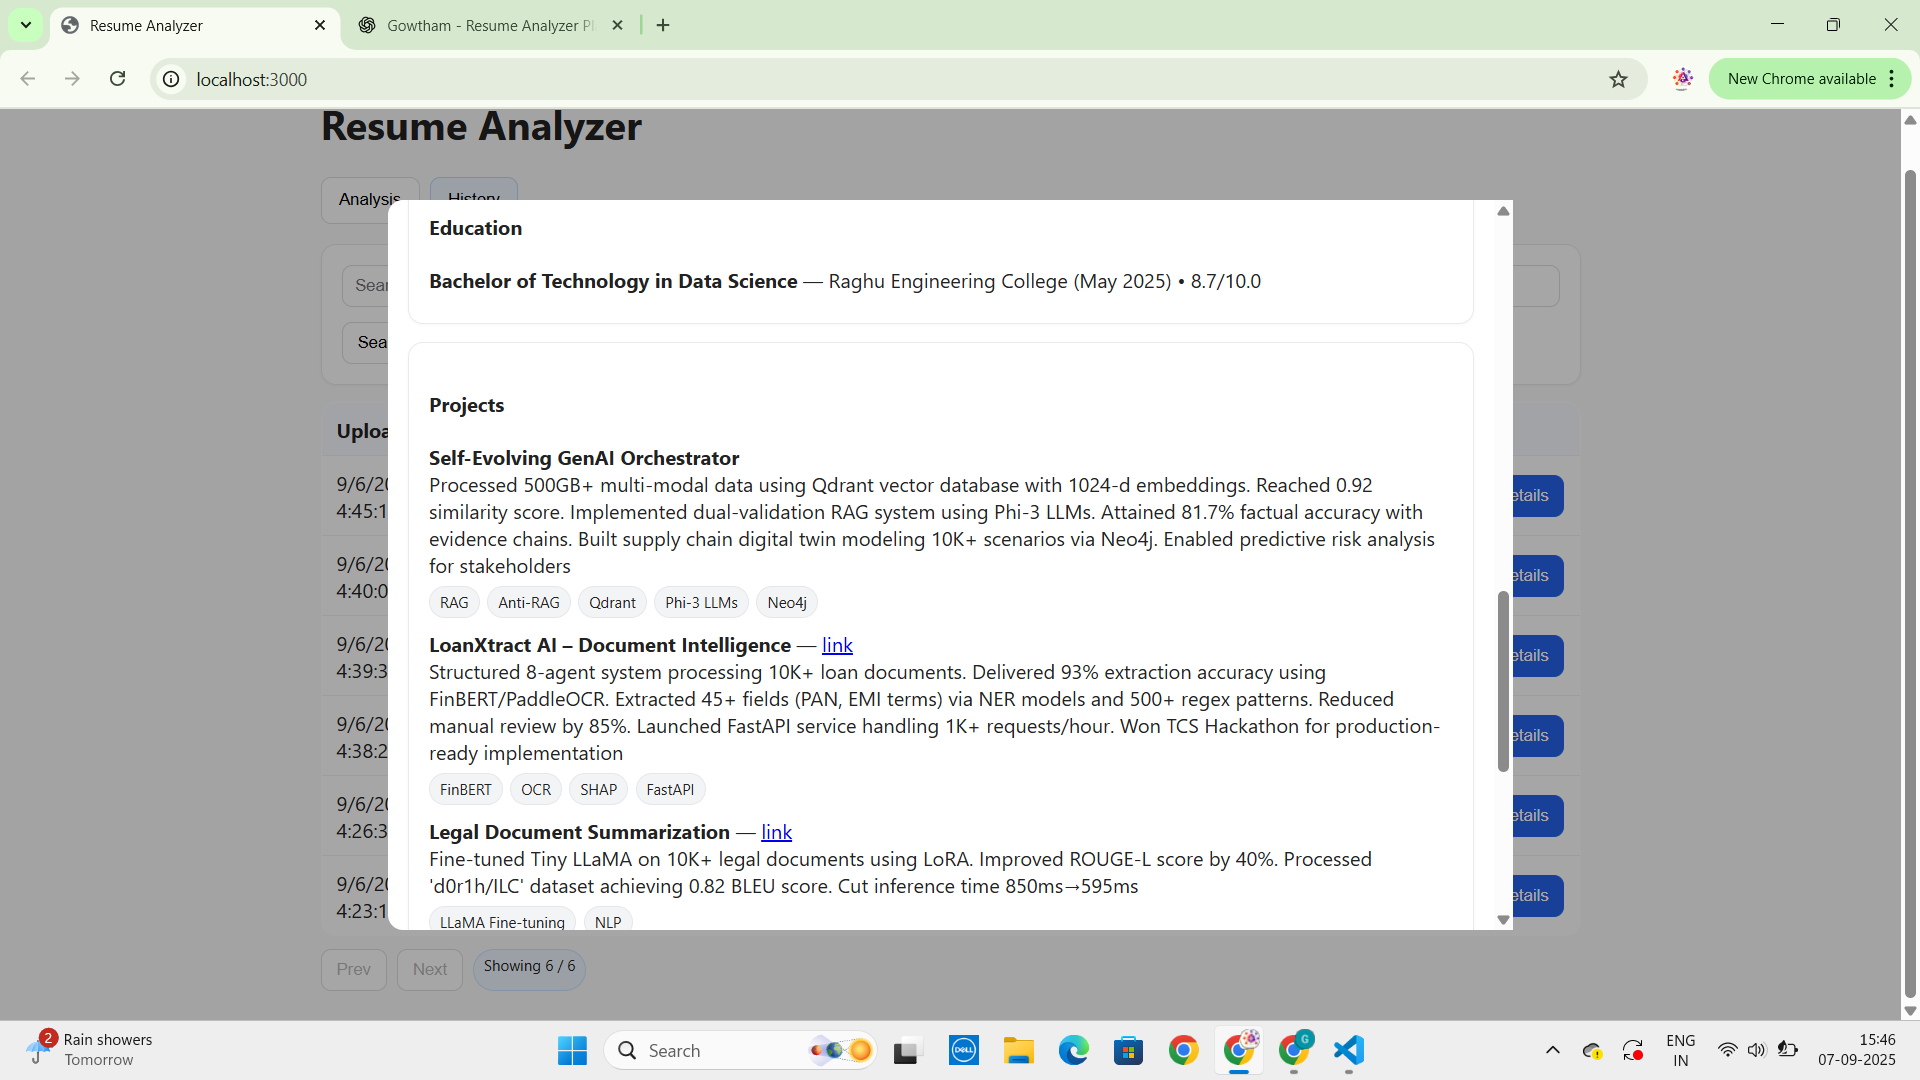 Resume Analyzer
Gowtham - Resume Analyzer Pl
localhost:3000
New Chrome available
Resume Analyzer
Analysis
History
Education
Bachelor of Technology in Data Science — Raghu Engineering College (May 2025) • 8.7/10.0
Projects
Self-Evolving GenAI Orchestrator
Processed 500GB+ multi-modal data using Qdrant vector database with 1024-d embeddings. Reached 0.92
similarity score. Implemented dual-validation RAG system using Phi-3 LLMs. Attained 81.7% factual accuracy with
evidence chains. Built supply chain digital twin modeling 10K+ scenarios via Neo4j. Enabled predictive risk analysis
for stakeholders
RAG Anti-RAG Qdrant Phi-3 LLMs Neo4j
LoanXtract AI – Document Intelligence — link
Structured 8-agent system processing 10K+ loan documents. Delivered 93% extraction accuracy using
FinBERT/PaddleOCR. Extracted 45+ fields (PAN, EMI terms) via NER models and 500+ regex patterns. Reduced
manual review by 85%. Launched FastAPI service handling 1K+ requests/hour. Won TCS Hackathon for production-
ready implementation
FinBERT OCR SHAP FastAPI
Legal Document Summarization — link
Fine-tuned Tiny LLaMA on 10K+ legal documents using LoRA. Improved ROUGE-L score by 40%. Processed
'd0r1h/ILC' dataset achieving 0.82 BLEU score. Cut inference time 850ms→595ms
LLaMA Fine-tuning NLP
Sear
Sea
Uploa
9/6/20
4:45:1
etails
9/6/20
4:40:0
etails
9/6/20
4:39:3
etails
9/6/20
4:38:2
etails
9/6/20
4:26:3
etails
9/6/20
4:23:1
etails
Prev Next Showing 6 / 6
2
Rain showers
Tomorrow
Search
DELL
G
ENG
IN
15:46
07-09-2025